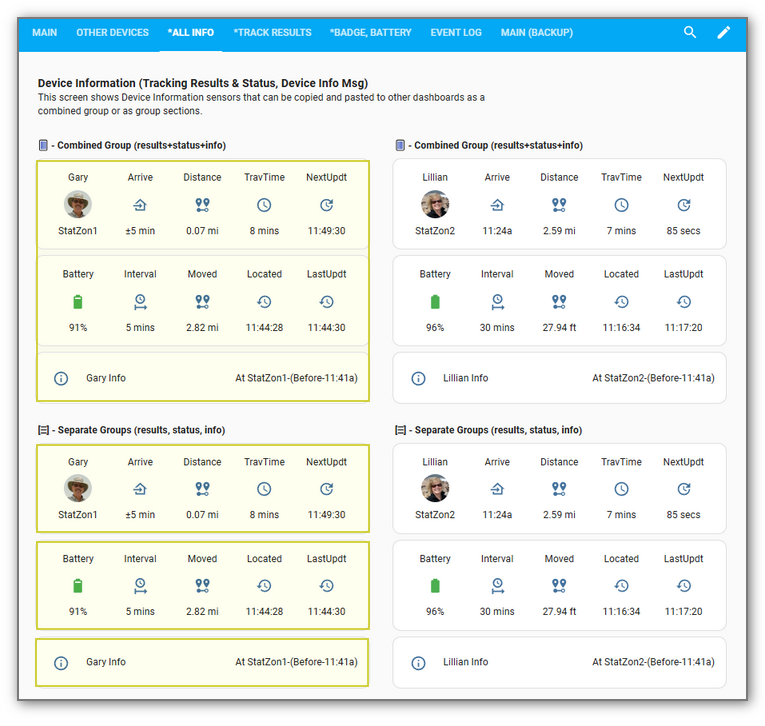 MAIN OTHER DEVICES *ALL INFO *TRACK RESULTS *BADGE, BATTERY EVENT LOG MAIN (BACKUP)
Device Information (Tracking Results & Status, Device Info Msg)
This screen shows Device Information sensors that can be copied and pasted to other dashboards as a
combined group or as group sections.
- Combined Group (results+status+info)
Gary Arrive Distance TravTime NextUpdt
StatZon1 ±5 min 0.07 mi 8 mins 11:49:30
Battery Interval Moved Located LastUpdt
91% 5 mins 2.82 mi 11:44:28 11:44:30
Gary Info At StatZon1-(Before-11:41a)
- Combined Group (results+status+info)
Lillian Arrive Distance TravTime NextUpdt
StatZon2 11:24a 2.59 mi 7 mins 85 secs
Battery Interval Moved Located LastUpdt
96% 30 mins 27.94 ft 11:16:34 11:17:20
Lillian Info At StatZon2-(Before-11:41a)
- Separate Groups (results, status, info)
Gary Arrive Distance TravTime NextUpdt
StatZon1 ±5 min 0.07 mi 8 mins 11:49:30
Battery Interval Moved Located LastUpdt
91% 5 mins 2.82 mi 11:44:28 11:44:30
Gary Info At StatZon1-(Before-11:41a)
- Separate Groups (results, status, info)
Lillian Arrive Distance TravTime NextUpdt
StatZon2 11:24a 2.59 mi 7 mins 85 secs
Battery Interval Moved Located LastUpdt
96% 30 mins 27.94 ft 11:16:34 11:17:20
Lillian Info At StatZon2-(Before-11:41a)